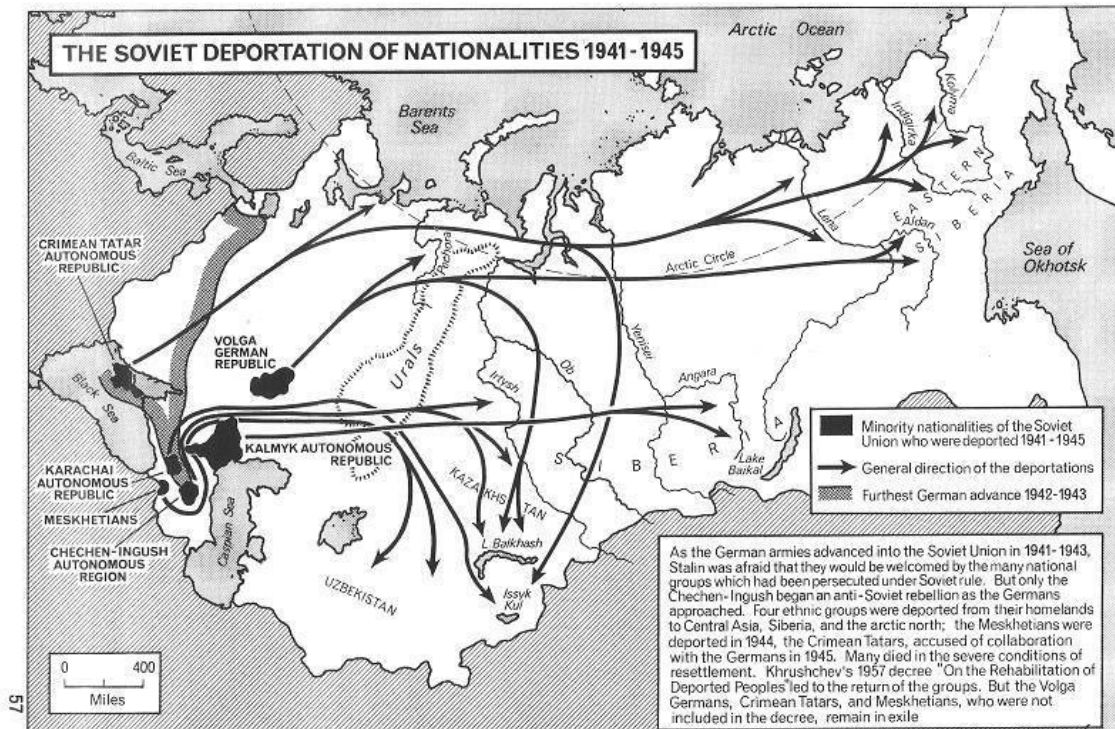 THE SOVIET DEPORTATION OF NATIONALITIES 1941-1945
Arctic Ocean
Barents
Sea
Baltic Sea
Indigirka
Kolyma
EASTERN
SIBERIA
Lena
Aldan
Sea of
Okhotsk
CRIMEAN TATAR
AUTONOMOUS
REPUBLIC
Pechora
Arctic Circle
VOLGA
GERMAN
REPUBLIC
Urals
Black Sea
Irtysh
Ob
Yeniser
Angara
KALMYK AUTONOMOUS
REPUBLIC
KARACHAI
AUTONOMOUS
REPUBLIC
MESKHETIANS
CHECHEN-INGUSH
AUTONOMOUS
REGION
Caspian Sea
KAZAKHSTAN
SIBERIA
Lake
Baikal
L. Balkhash
UZBEKISTAN
Issyk
Kul
Minority nationalities of the Soviet
Union who were deported 1941-1945
General direction of the deportations
Furthest German advance 1942-1943
As the German armies advanced into the Soviet Union in 1941-1943,
Stalin was afraid that they would be welcomed by the many national
groups which had been persecuted under Soviet rule. But only the
Chechen-Ingush began an anti-Soviet rebellion as the Germans
approached. Four ethnic groups were deported from their homelands
to Central Asia, Siberia, and the arctic north; the Meskhetians were
deported in 1944, the Crimean Tatars, accused of collaboration
with the Germans in 1945. Many died in the severe conditions of
resettlement. Khrushchev's 1957 decree "On the Rehabilitation of
Deported Peoples" led to the return of the groups. But the Volga
Germans, Crimean Tatars, and Meskhetians, who were not
included in the decree, remain in exile
0 400
Miles
57